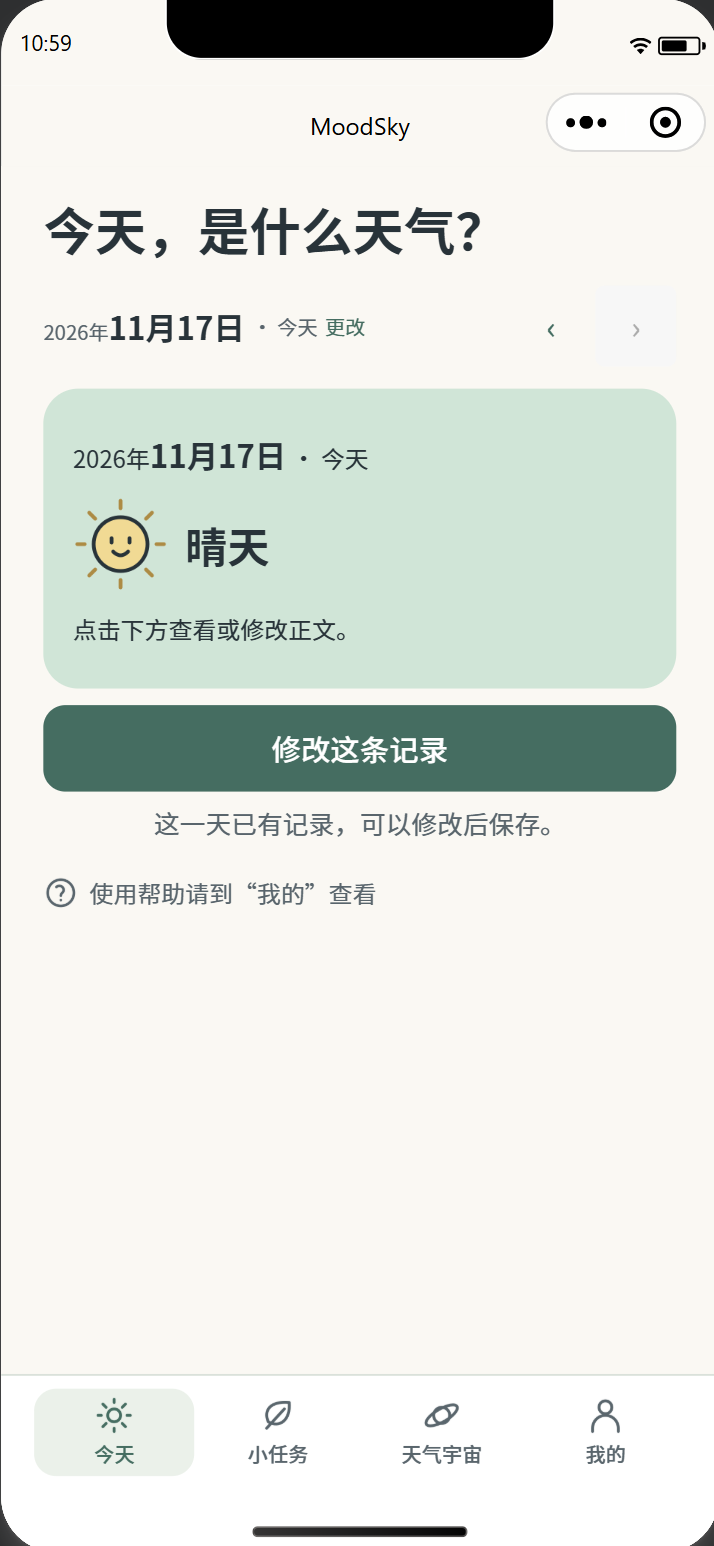 10:59
MoodSky
今天，是什么天气？
2026年11月17日 · 今天 更改
2026年11月17日 · 今天
晴天
点击下方查看或修改正文。
修改这条记录
这一天已有记录，可以修改后保存。
使用帮助请到“我的”查看
今天 小任务 天气宇宙 我的